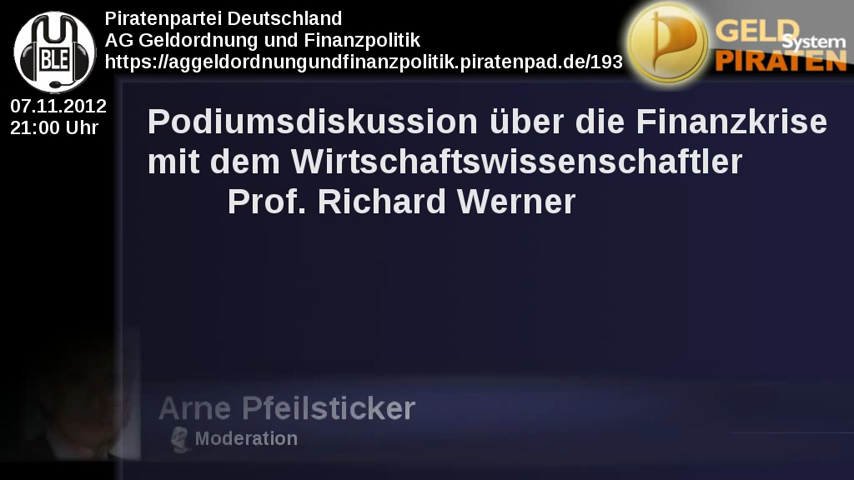 Piratenpartei Deutschland
AG Geldordnung und Finanzpolitik
https://aggeldordnungundfinanzpolitik.piratenpad.de/193
MUM
BLE
GELD
System
PIRATEN
07.11.2012
21:00 Uhr
Podiumsdiskussion über die Finanzkrise
mit dem Wirtschaftswissenschaftler
Prof. Richard Werner
Arne Pfeilsticker
Moderation